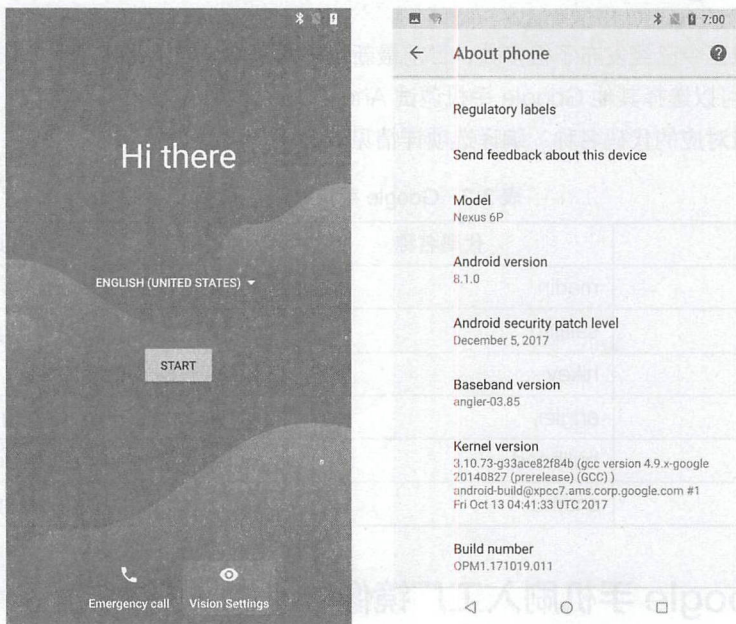 Hi there
ENGLISH (UNITED STATES)
START
Emergency call
Vision Settings
7:00
About phone
Regulatory labels
Send feedback about this device
Model
Nexus 6P
Android version
8.1.0
Android security patch level
December 5, 2017
Baseband version
angler-03.85
Kernel version
3.10.73-g33ace82f84b (gcc version 4.9.x-google
20140827 (prerelease) (GCC) )
android-build@xpcc7.ams.corp.google.com #1
Fri Oct 13 04:41:33 UTC 2017
Build number
OPM1.171019.011